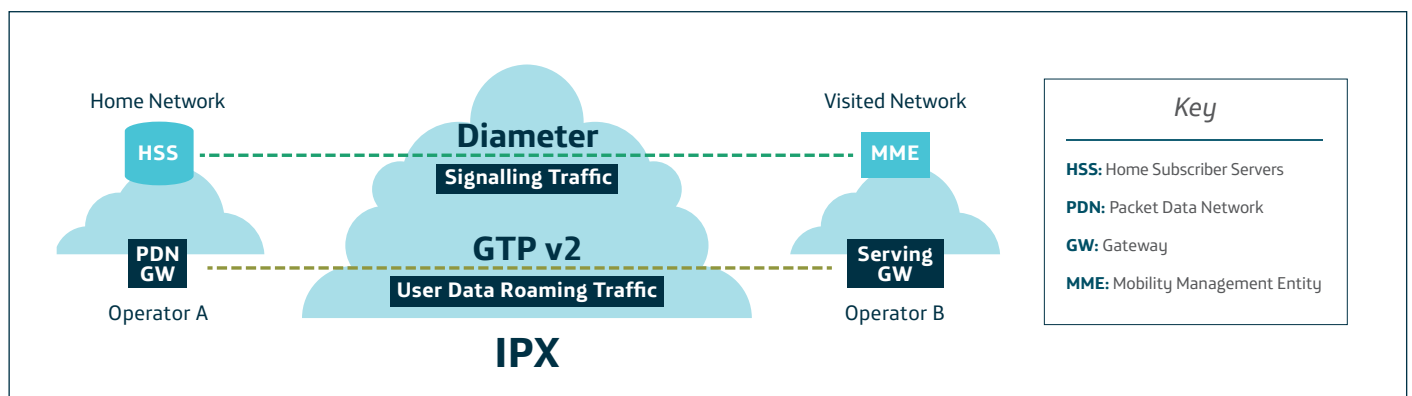 Home Network
HSS
PDN
GW
Operator A
Diameter
Signalling Traffic
GTP v2
User Data Roaming Traffic
IPX
Visited Network
MME
Serving
GW
Operator B
Key
HSS: Home Subscriber Servers
PDN: Packet Data Network
GW: Gateway
MME: Mobility Management Entity